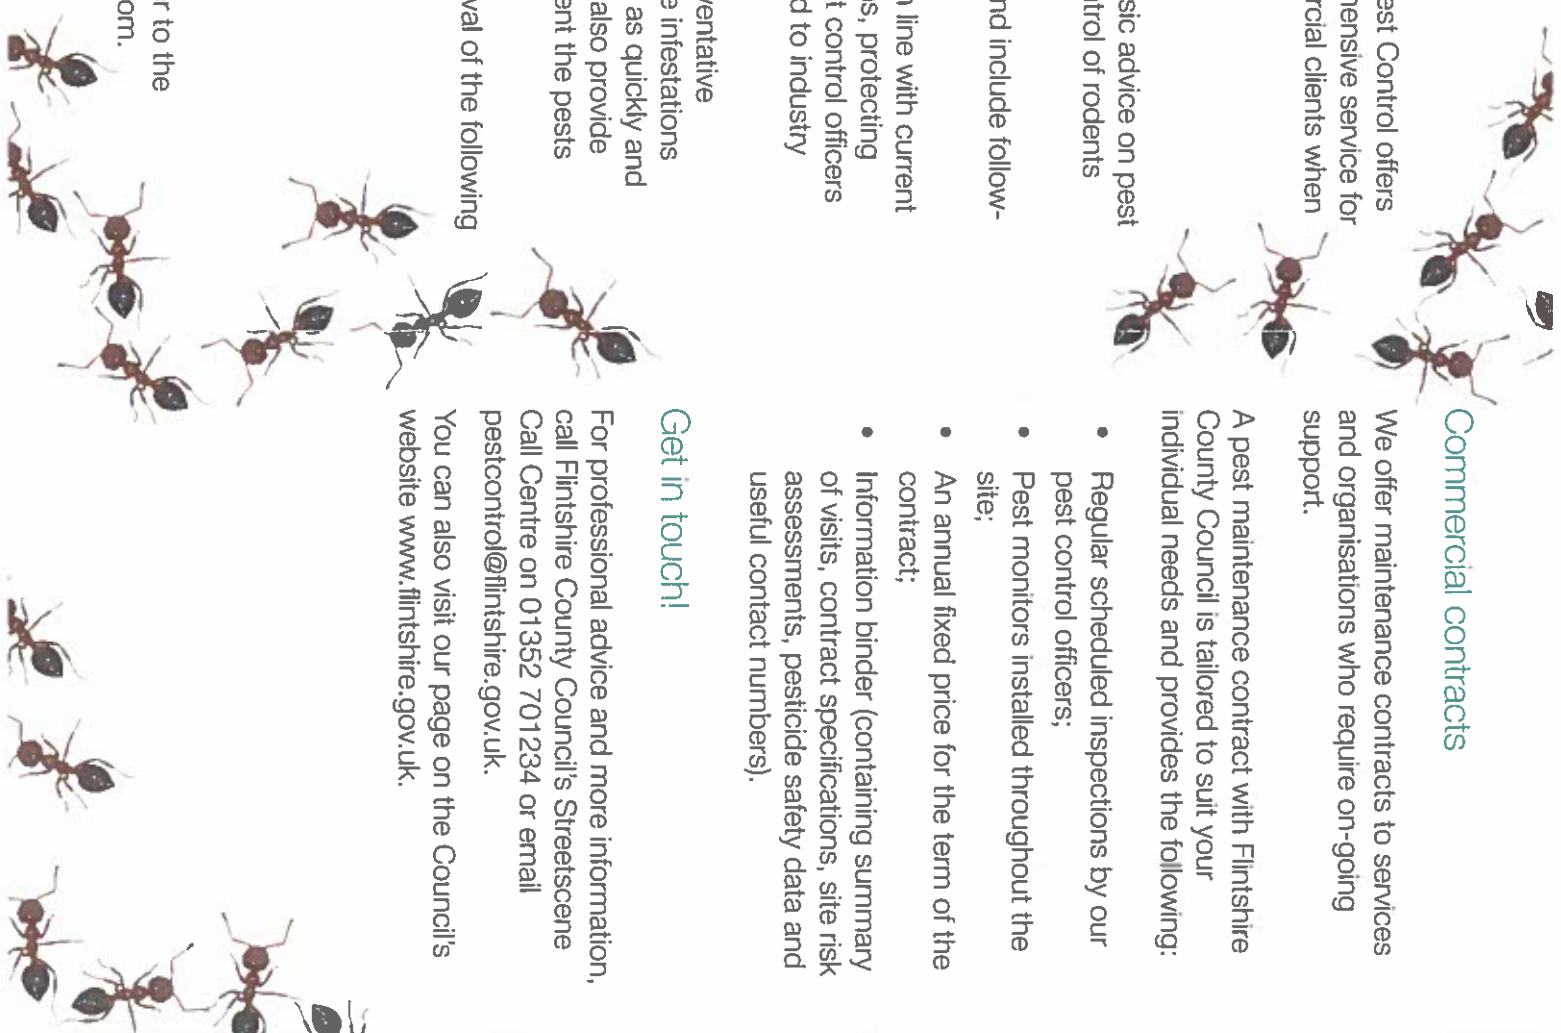 est Control offers
nensive service for
rcial clients when
sic advice on pest
trol of rodents
nd include follow-
n line with current
s, protecting
t control officers
d to industry
ventative
e infestations
as quickly and
also provide
ent the pests
val of the following
r to the
om.
Commercial contracts
We offer maintenance contracts to services
and organisations who require on-going
support.
A pest maintenance contract with Flintshire
County Council is tailored to suit your
individual needs and provides the following:
• Regular scheduled inspections by our
pest control officers;
• Pest monitors installed throughout the
site;
• An annual fixed price for the term of the
contract;
• Information binder (containing summary
of visits, contract specifications, site risk
assessments, pesticide safety data and
useful contact numbers).
Get in touch!
For professional advice and more information,
call Flintshire County Council's Streetscene
Call Centre on 01352 701234 or email
pestcontrol@flintshire.gov.uk.
You can also visit our page on the Council's
website www.flintshire.gov.uk.